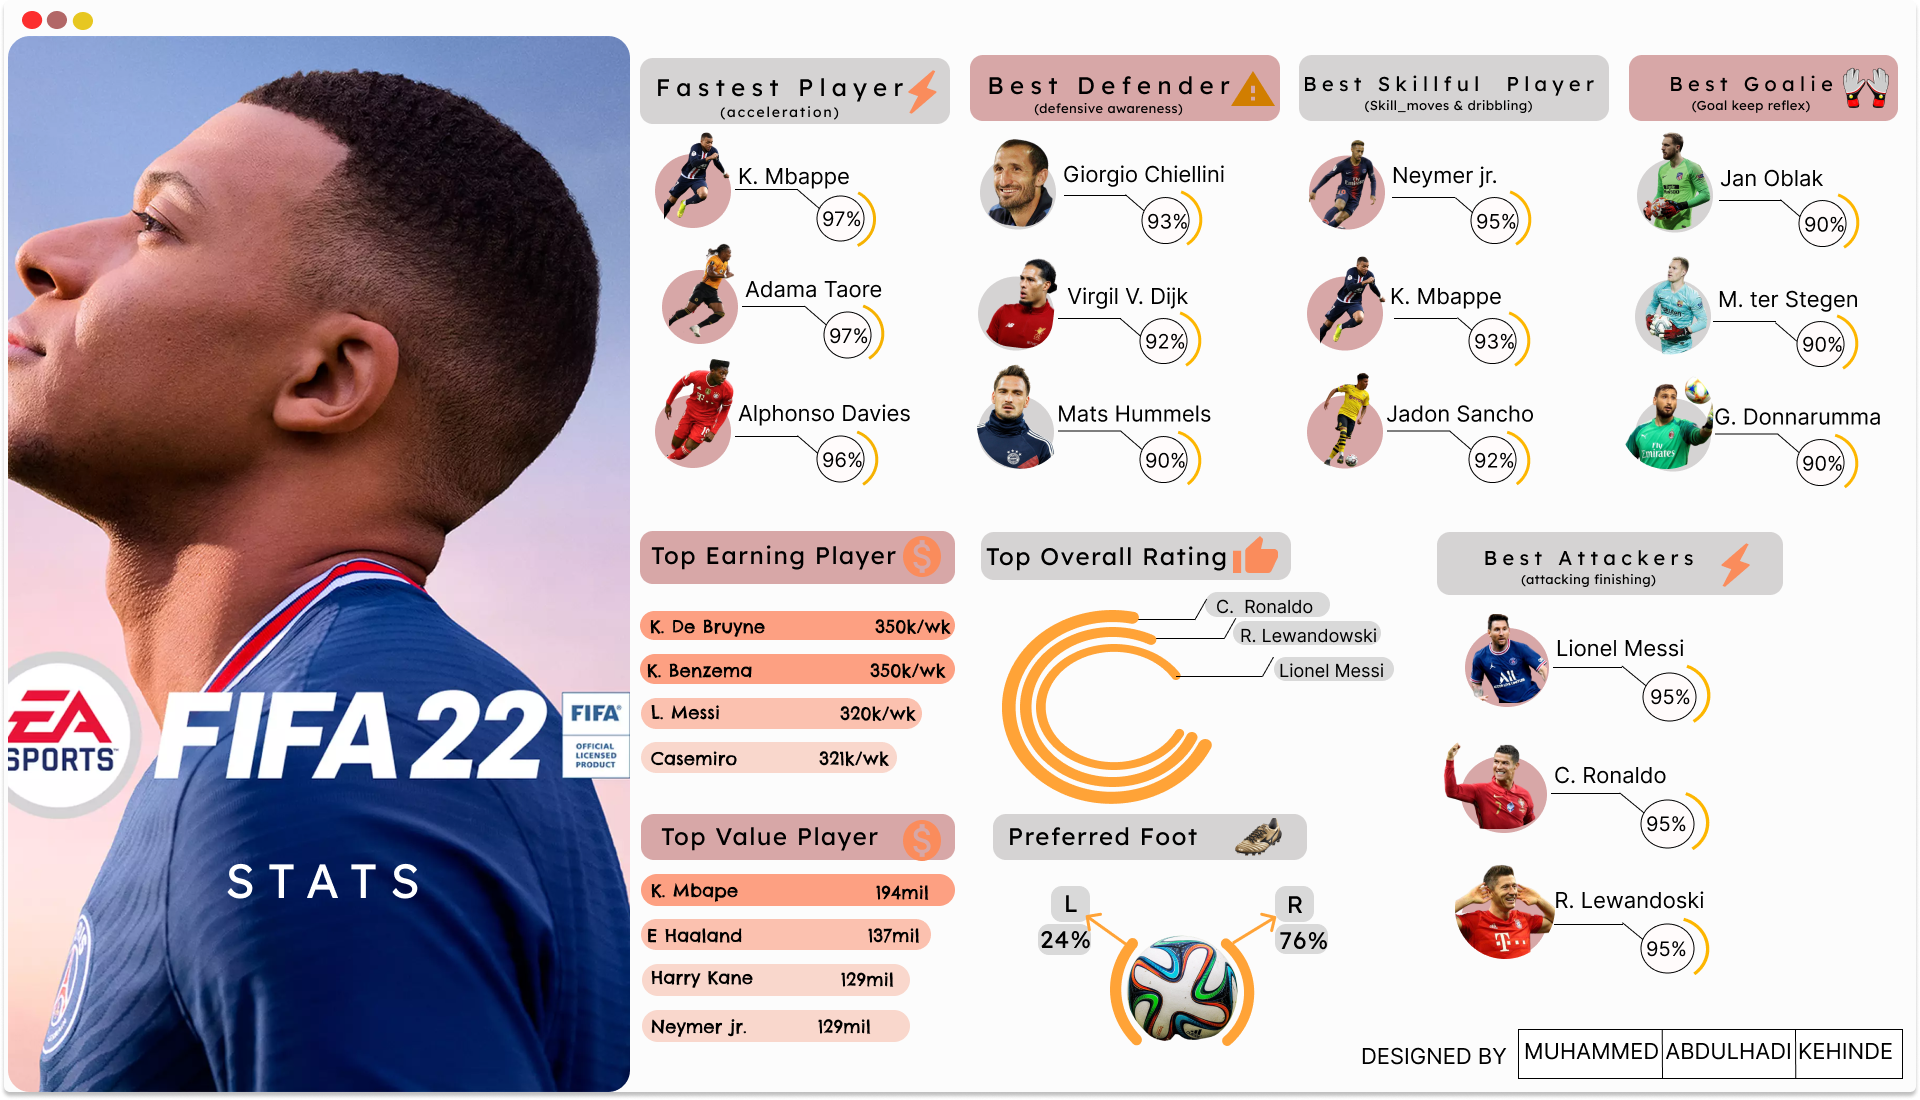 EA
SPORTS™
FIFA 22
FIFA®
OFFICIAL
LICENSED
PRODUCT
STATS
Fastest Player
(acceleration)
K. Mbappe
97%
Adama Taore
97%
Alphonso Davies
96%
Best Defender
(defensive awareness)
Giorgio Chiellini
93%
Virgil V. Dijk
92%
Mats Hummels
90%
Best Skillful Player
(Skill_moves & dribbling)
Neymer jr.
95%
K. Mbappe
93%
Jadon Sancho
92%
Best Goalie
(Goal keep reflex)
Jan Oblak
90%
M. ter Stegen
90%
G. Donnarumma
90%
Fly
Emirates
Top Earning Player
K. De Bruyne 350k/wk
K. Benzema 350k/wk
L. Messi 320k/wk
Casemiro 321k/wk
Top Overall Rating
C. Ronaldo
R. Lewandowski
Lionel Messi
Best Attackers
(attacking finishing)
Lionel Messi
95%
C. Ronaldo
95%
R. Lewandoski
95%
Top Value Player
K. Mbape 194mil
E Haaland 137mil
Harry Kane 129mil
Neymer jr. 129mil
Preferred Foot
L
24%
R
76%
DESIGNED BY MUHAMMED ABDULHADI KEHINDE